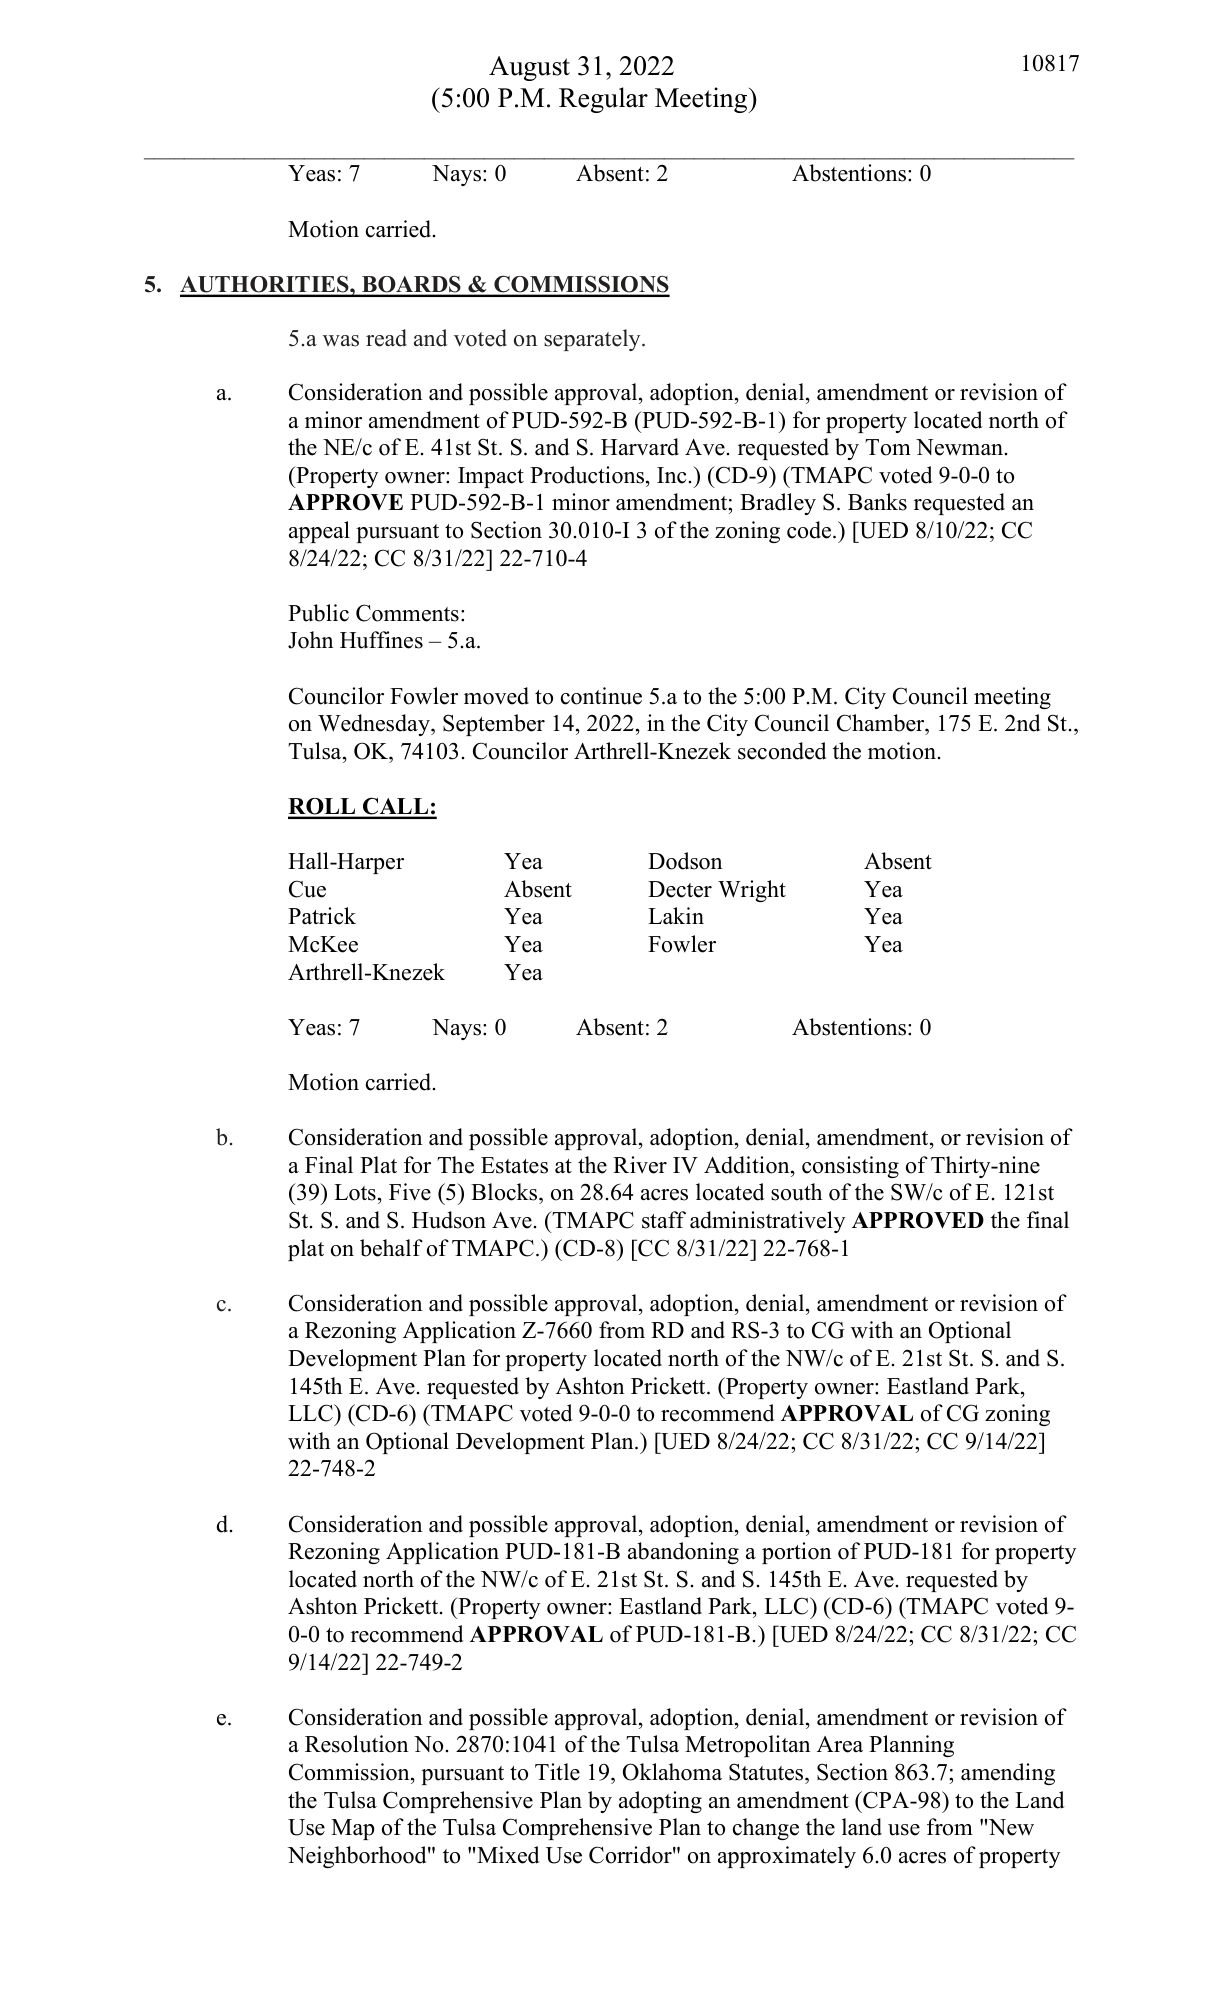 August 31, 2022
10817
(5:00 P.M. Regular Meeting)
Yeas: 7 Nays: 0 Absent: 2 Abstentions: 0
Motion carried.
5. AUTHORITIES, BOARDS & COMMISSIONS
5.a was read and voted on separately.
a. Consideration and possible approval, adoption, denial, amendment or revision of
a minor amendment of PUD-592-B (PUD-592-B-1) for property located north of
the NE/c of E. 41st St. S. and S. Harvard Ave. requested by Tom Newman.
(Property owner: Impact Productions, Inc.) (CD-9) (TMAPC voted 9-0-0 to
APPROVE PUD-592-B-1 minor amendment; Bradley S. Banks requested an
appeal pursuant to Section 30.010-I 3 of the zoning code.) [UED 8/10/22; CC
8/24/22; CC 8/31/22] 22-710-4
Public Comments:
John Huffines – 5.a.
Councilor Fowler moved to continue 5.a to the 5:00 P.M. City Council meeting
on Wednesday, September 14, 2022, in the City Council Chamber, 175 E. 2nd St.,
Tulsa, OK, 74103. Councilor Arthrell-Knezek seconded the motion.
ROLL CALL:
Hall-Harper Yea Dodson Absent
Cue Absent Decter Wright Yea
Patrick Yea Lakin Yea
McKee Yea Fowler Yea
Arthrell-Knezek Yea
Yeas: 7 Nays: 0 Absent: 2 Abstentions: 0
Motion carried.
b. Consideration and possible approval, adoption, denial, amendment, or revision of
a Final Plat for The Estates at the River IV Addition, consisting of Thirty-nine
(39) Lots, Five (5) Blocks, on 28.64 acres located south of the SW/c of E. 121st
St. S. and S. Hudson Ave. (TMAPC staff administratively APPROVED the final
plat on behalf of TMAPC.) (CD-8) [CC 8/31/22] 22-768-1
c. Consideration and possible approval, adoption, denial, amendment or revision of
a Rezoning Application Z-7660 from RD and RS-3 to CG with an Optional
Development Plan for property located north of the NW/c of E. 21st St. S. and S.
145th E. Ave. requested by Ashton Prickett. (Property owner: Eastland Park,
LLC) (CD-6) (TMAPC voted 9-0-0 to recommend APPROVAL of CG zoning
with an Optional Development Plan.) [UED 8/24/22; CC 8/31/22; CC 9/14/22]
22-748-2
d. Consideration and possible approval, adoption, denial, amendment or revision of
Rezoning Application PUD-181-B abandoning a portion of PUD-181 for property
located north of the NW/c of E. 21st St. S. and S. 145th E. Ave. requested by
Ashton Prickett. (Property owner: Eastland Park, LLC) (CD-6) (TMAPC voted 9-
0-0 to recommend APPROVAL of PUD-181-B.) [UED 8/24/22; CC 8/31/22; CC
9/14/22] 22-749-2
e. Consideration and possible approval, adoption, denial, amendment or revision of
a Resolution No. 2870:1041 of the Tulsa Metropolitan Area Planning
Commission, pursuant to Title 19, Oklahoma Statutes, Section 863.7; amending
the Tulsa Comprehensive Plan by adopting an amendment (CPA-98) to the Land
Use Map of the Tulsa Comprehensive Plan to change the land use from "New
Neighborhood" to "Mixed Use Corridor" on approximately 6.0 acres of property